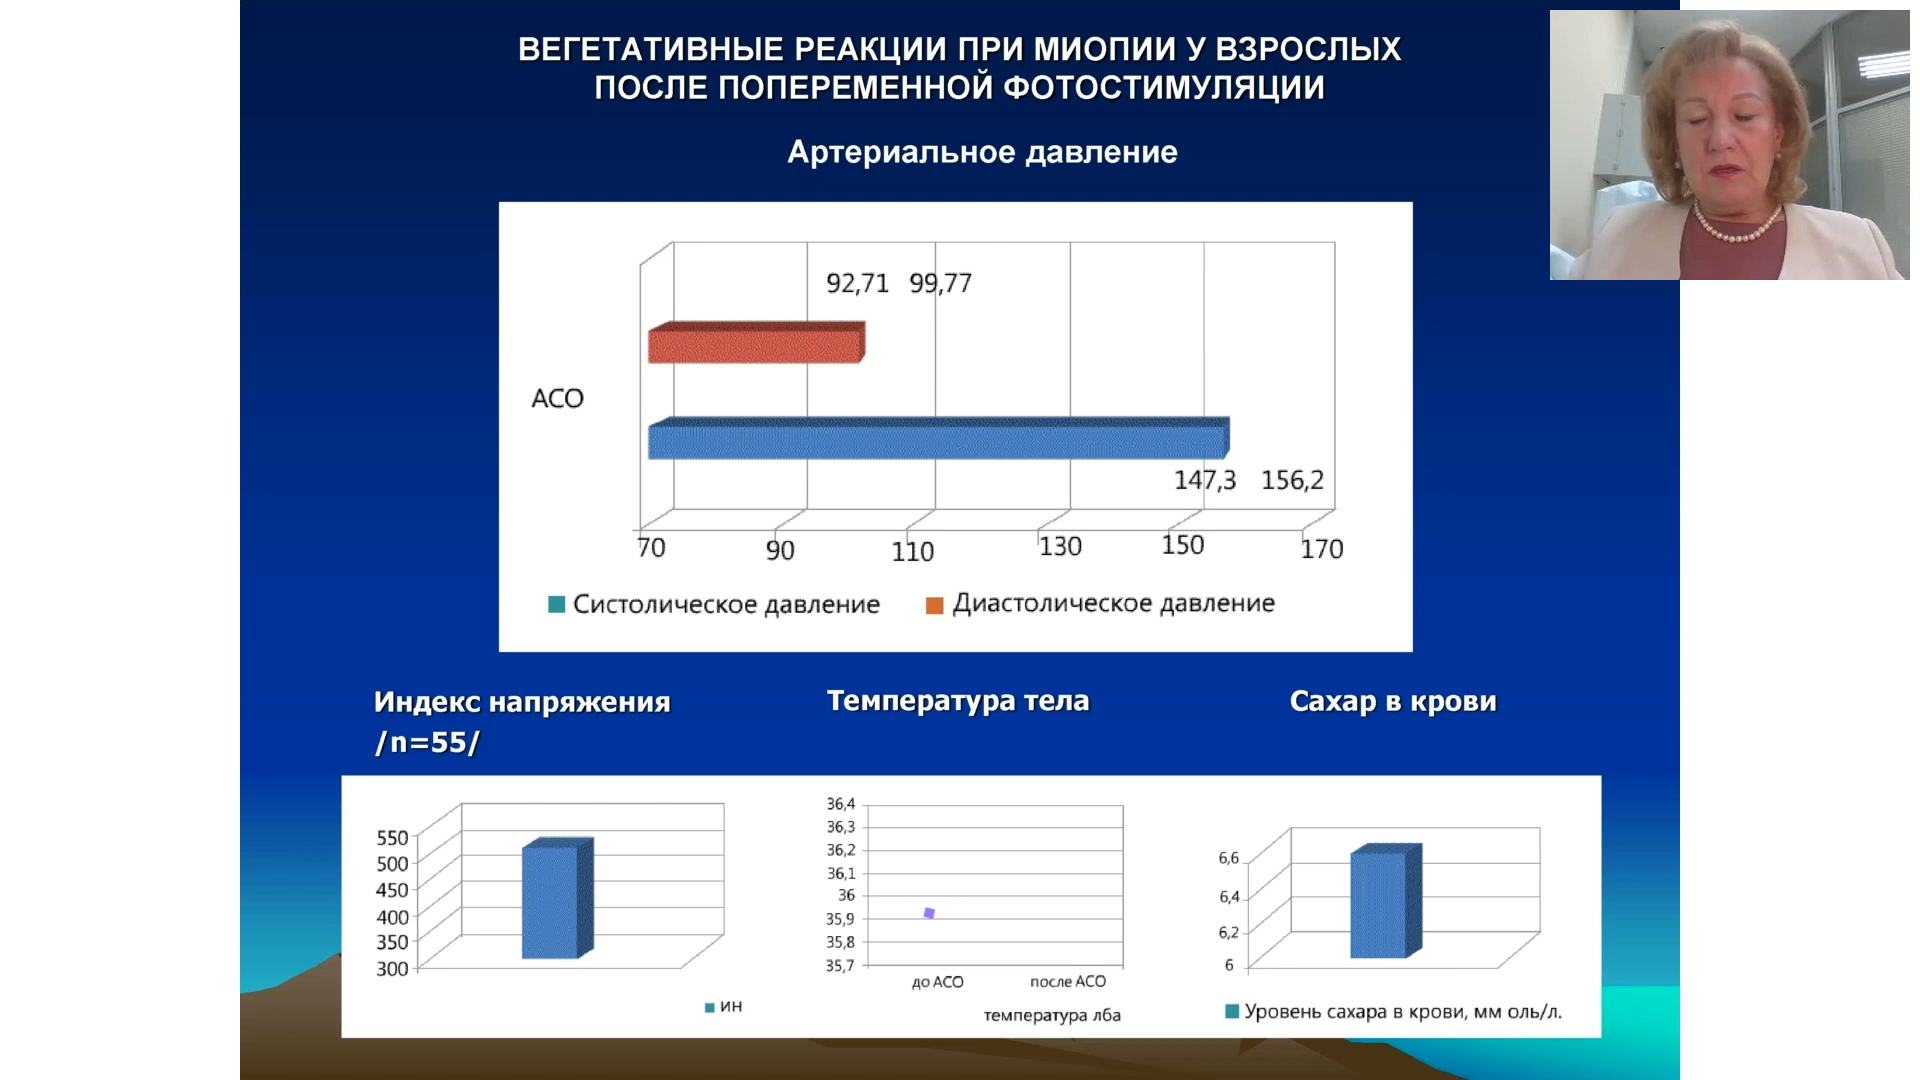 ВЕГЕТАТИВНЫЕ РЕАКЦИИ ПРИ МИОПИИ У ВЗРОСЛЫХ
ПОСЛЕ ПОПЕРЕМЕННОЙ ФОТОСТИМУЛЯЦИИ
Артериальное давление
92,71 99,77
АСО
147,3 156,2
70 90 110 130 150 170
Систолическое давление Диастолическое давление
Индекс напряжения
/n=55/
550
500
450
400
350
300
ин
Температура тела
36,4
36,3
36,2
36,1
36
35,9
35,8
35,7
до АСО после АСО
температура лба
Сахар в крови
6,6
6,4
6,2
6
Уровень сахара в крови, мм оль/л.